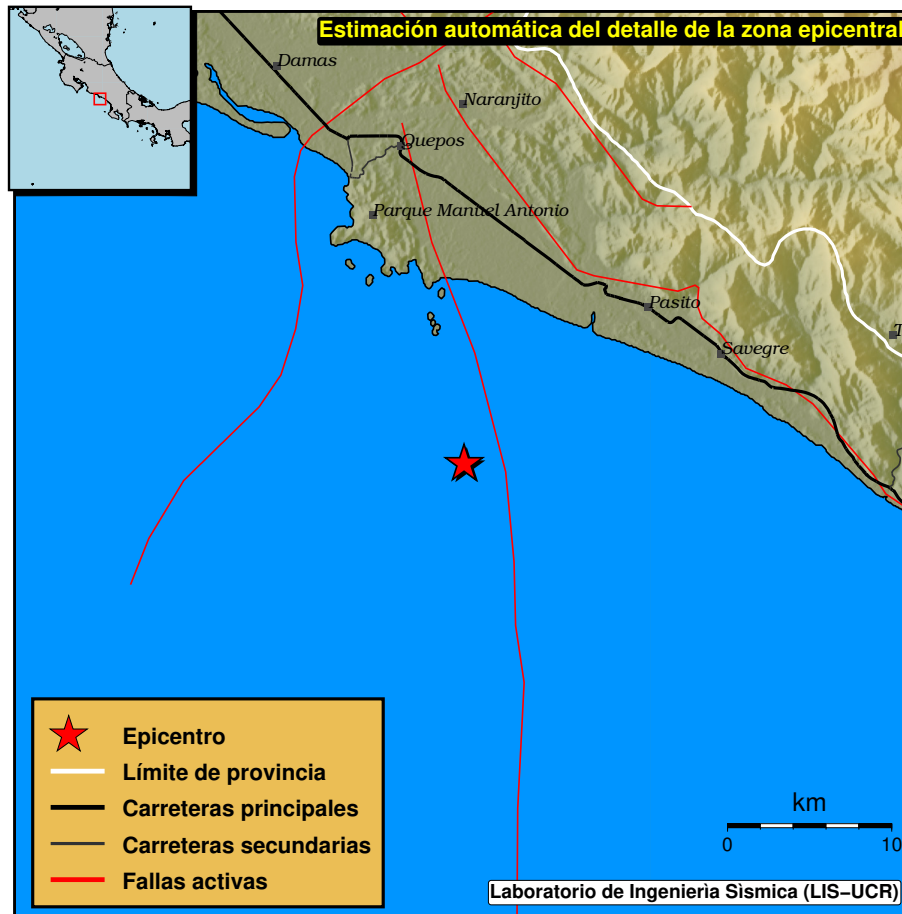 Estimación automática del detalle de la zona epicentral
Damas
Naranjito
Quepos
Parque Manuel Antonio
Pasito
T
Savegre
Epicentro
Límite de provincia
Carreteras principales
Carreteras secundarias
Fallas activas
km
0 10
Laboratorio de Ingenierìa Sìsmica (LIS–UCR)